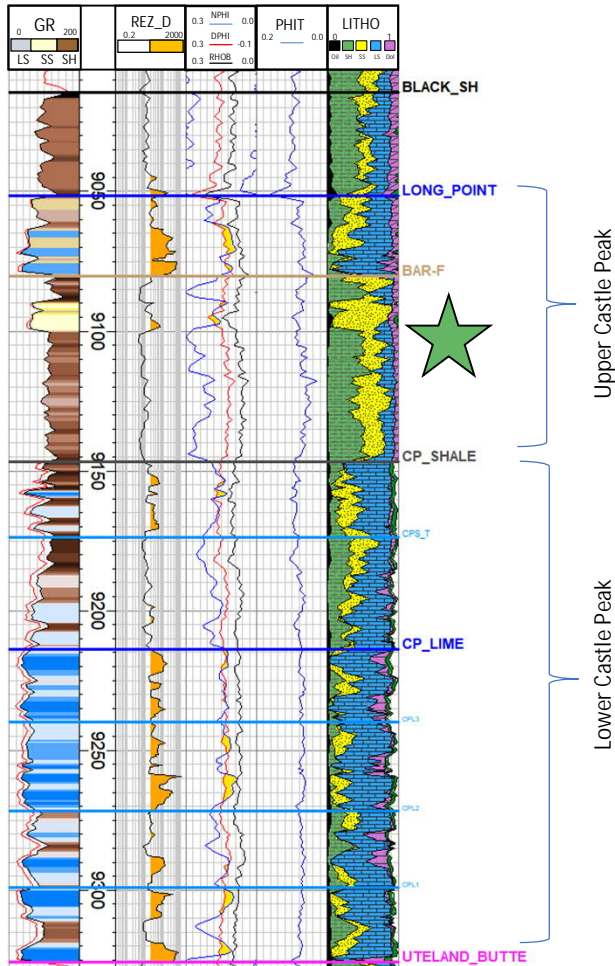 GR
0 200
LS SS SH
REZ_D
0.2 2000
0.3 NPHI 0.0
0.3 DPHI -0.1
0.3 RHOB 0.0
PHIT
0.2 0.0
LITHO
0 1
Oil SH SS LS Dol
BLACK_SH
9050
LONG_POINT
BAR-F
9100
Upper Castle Peak
CP_SHALE
9150
CPS_T
9200
CP_LIME
Lower Castle Peak
CPL3
9250
CPL2
CPL1
9300
UTELAND_BUTTE